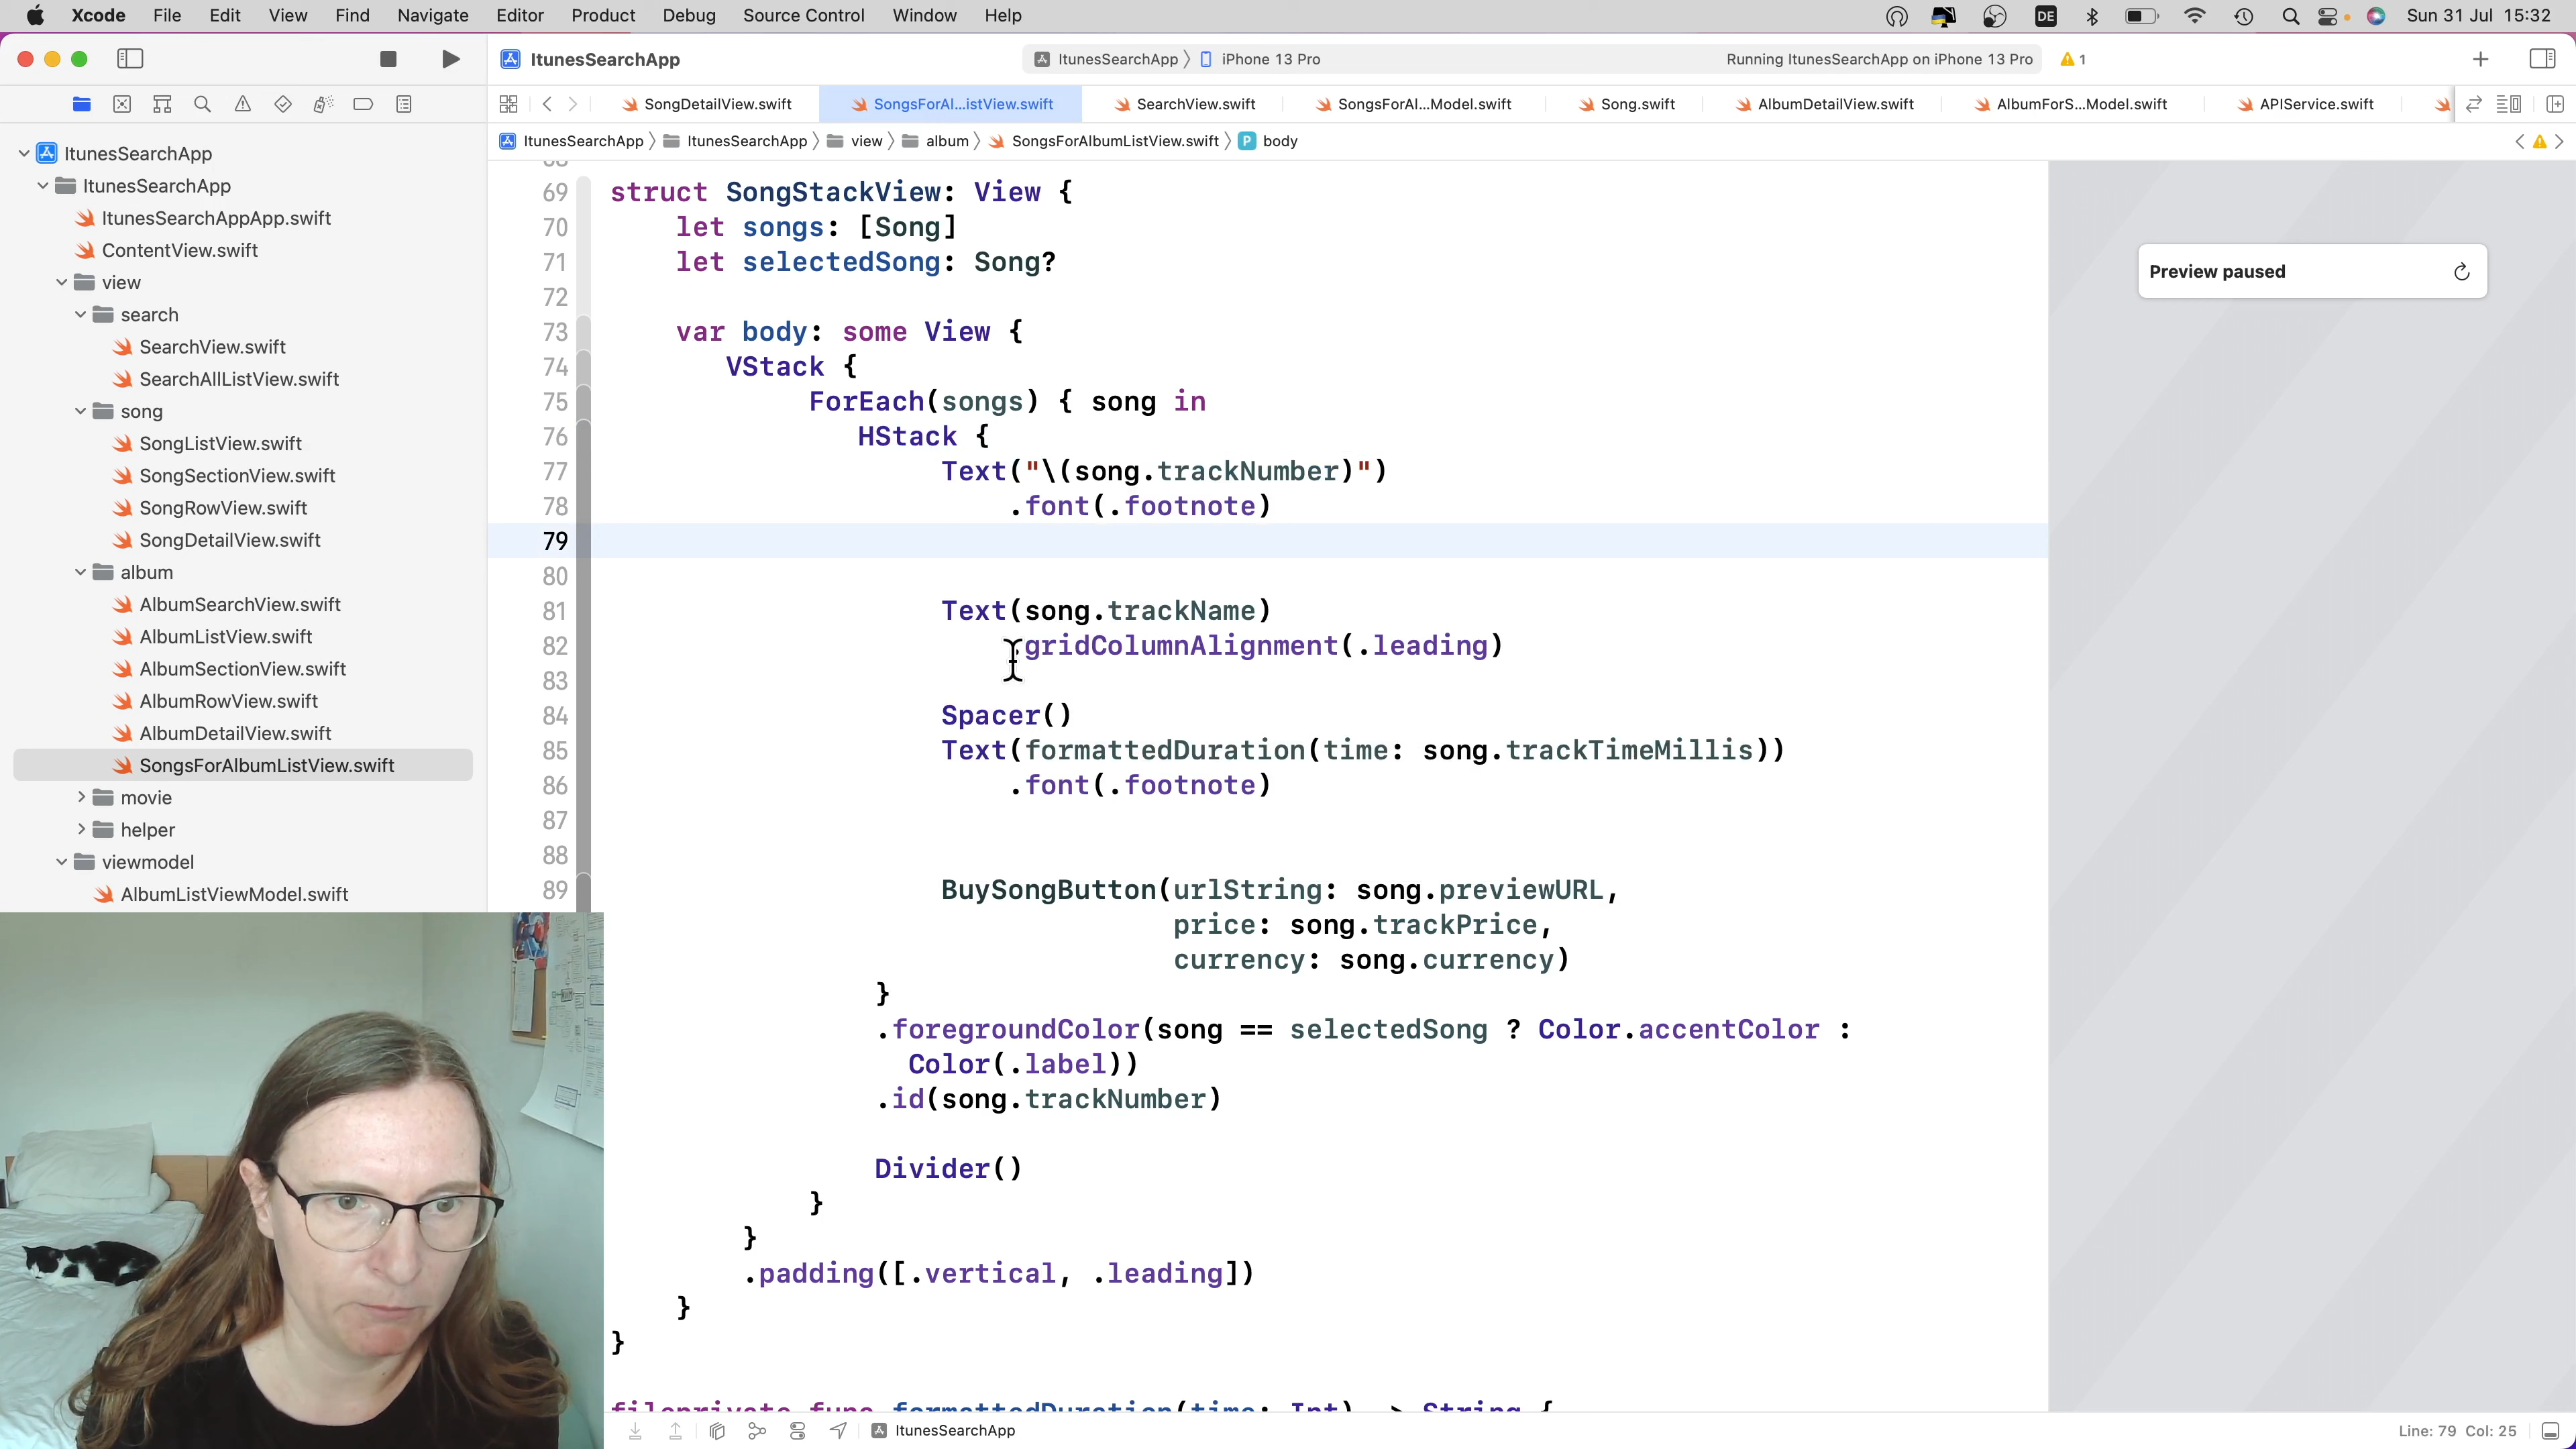 Xcode File Edit View Find Navigate Editor Product Debug Source Control Window Help DE Sun 31 Jul 15:32
ItunesSearchApp ItunesSearchApp iPhone 13 Pro Running ItunesSearchApp on iPhone 13 Pro 1
SongDetailView.swift SongsForAl...istView.swift SearchView.swift SongsForAl...Model.swift Song.swift AlbumDetailView.swift AlbumForS...Model.swift APIService.swift
ItunesSearchApp ItunesSearchApp view album SongsForAlbumListView.swift P body
ItunesSearchApp
ItunesSearchApp
ItunesSearchAppApp.swift
ContentView.swift
view
search
SearchView.swift
SearchAllListView.swift
song
SongListView.swift
SongSectionView.swift
SongRowView.swift
SongDetailView.swift
album
AlbumSearchView.swift
AlbumListView.swift
AlbumSectionView.swift
AlbumRowView.swift
AlbumDetailView.swift
SongsForAlbumListView.swift
movie
helper
viewmodel
AlbumListViewModel.swift
69 struct SongStackView: View {
70 let songs: [Song]
71 let selectedSong: Song?
72
73 var body: some View {
74 VStack {
75 ForEach(songs) { song in
76 HStack {
77 Text("\(song.trackNumber)")
78 .font(.footnote)
79
80
81 Text(song.trackName)
82 .gridColumnAlignment(.leading)
83
84 Spacer()
85 Text(formattedDuration(time: song.trackTimeMillis))
86 .font(.footnote)
87
88
89 BuySongButton(urlString: song.previewURL,
price: song.trackPrice,
currency: song.currency)
}
.foregroundColor(song == selectedSong ? Color.accentColor :
Color(.label))
.id(song.trackNumber)
Divider()
}
}
.padding([.vertical, .leading])
}
}
fileprivate func formattedDuration(time: Int) -> String {
Preview paused
ItunesSearchApp
Line: 79 Col: 25